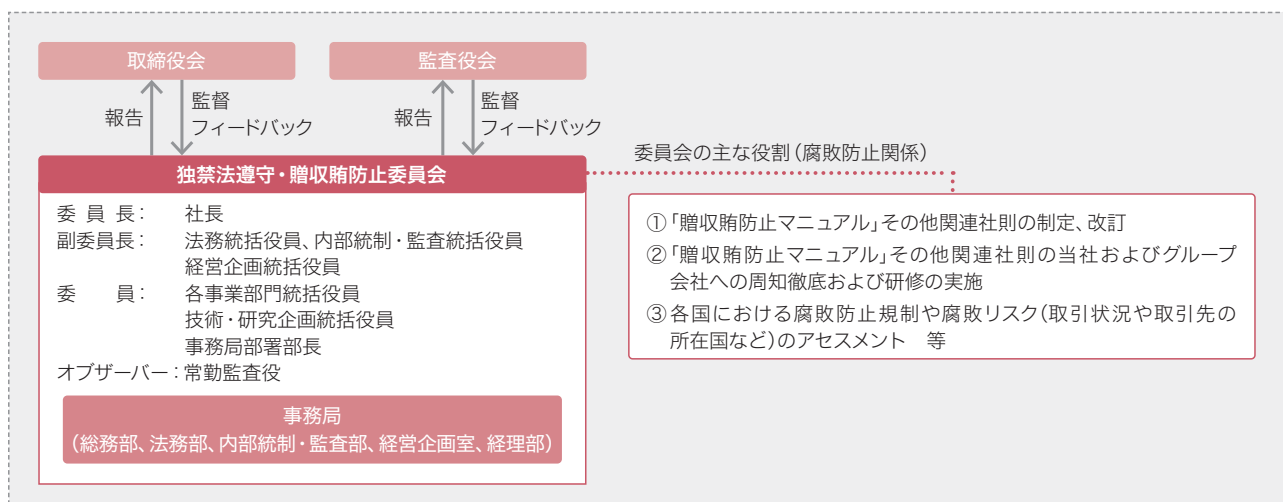 取締役会
監査役会
報告
監督
フィードバック
報告
監督
フィードバック
独禁法遵守・贈収賄防止委員会
委員長： 社長
副委員長： 法務統括役員、内部統制・監査統括役員
経営企画統括役員
委　員： 各事業部門統括役員
技術・研究企画統括役員
事務局部署部長
オブザーバー：常勤監査役
事務局
（総務部、法務部、内部統制・監査部、経営企画室、経理部）
委員会の主な役割（腐敗防止関係）
①「贈収賄防止マニュアル」その他関連社則の制定、改訂
②「贈収賄防止マニュアル」その他関連社則の当社およびグループ
会社への周知徹底および研修の実施
③各国における腐敗防止規制や腐敗リスク（取引状況や取引先の
所在国など）のアセスメント　等